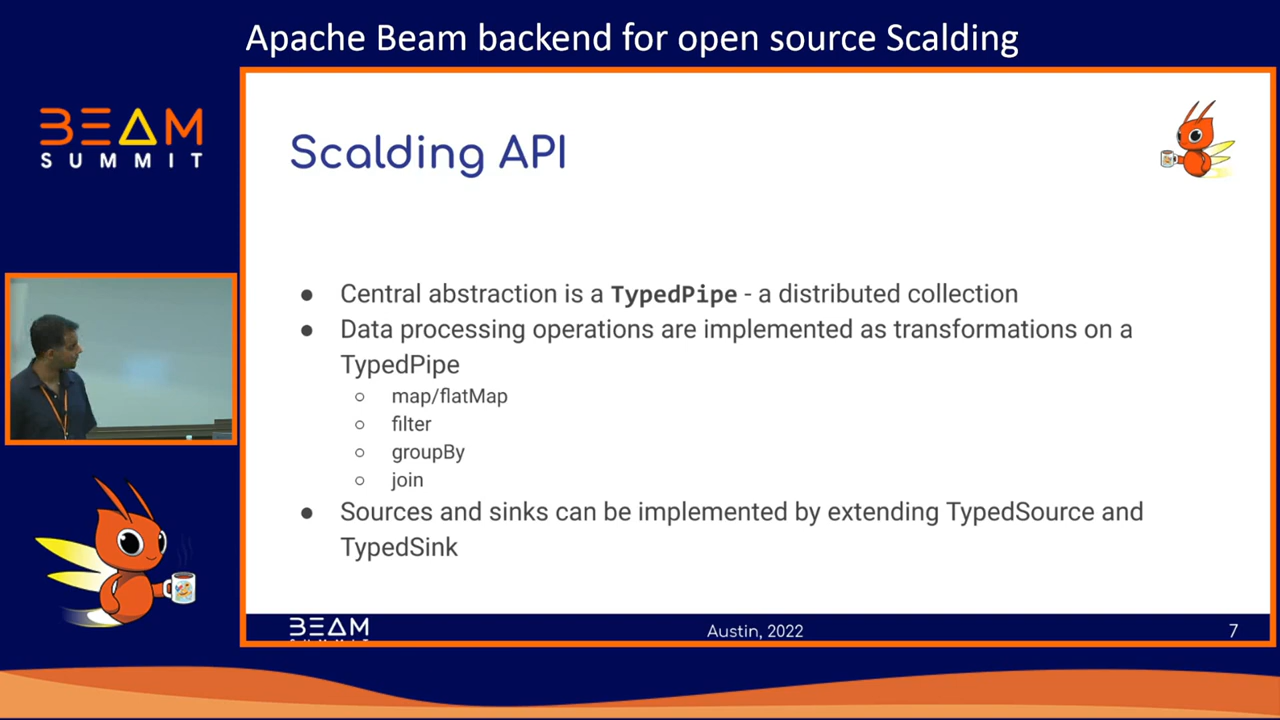 Apache Beam backend for open source Scalding
BEAM
SUMMIT
Scalding API
● Central abstraction is a TypedPipe - a distributed collection
● Data processing operations are implemented as transformations on a
TypedPipe
○ map/flatMap
○ filter
○ groupBy
○ join
● Sources and sinks can be implemented by extending TypedSource and
TypedSink
BEAM
Austin, 2022
7